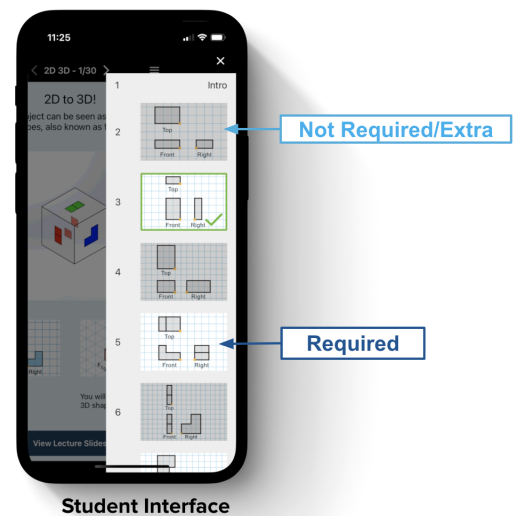 11:25
2D 3D - 1/30
1 Intro
2D to 3D!
ject can be seen as
pes, also known as
2
Top
Front Right
Not Required/Extra
3
Top
Front Right
4
Top
Front Right
5
Top
Front Right
Required
Right
6
Top
Front Right
You will
3D shap
View Lecture Slides
Student Interface